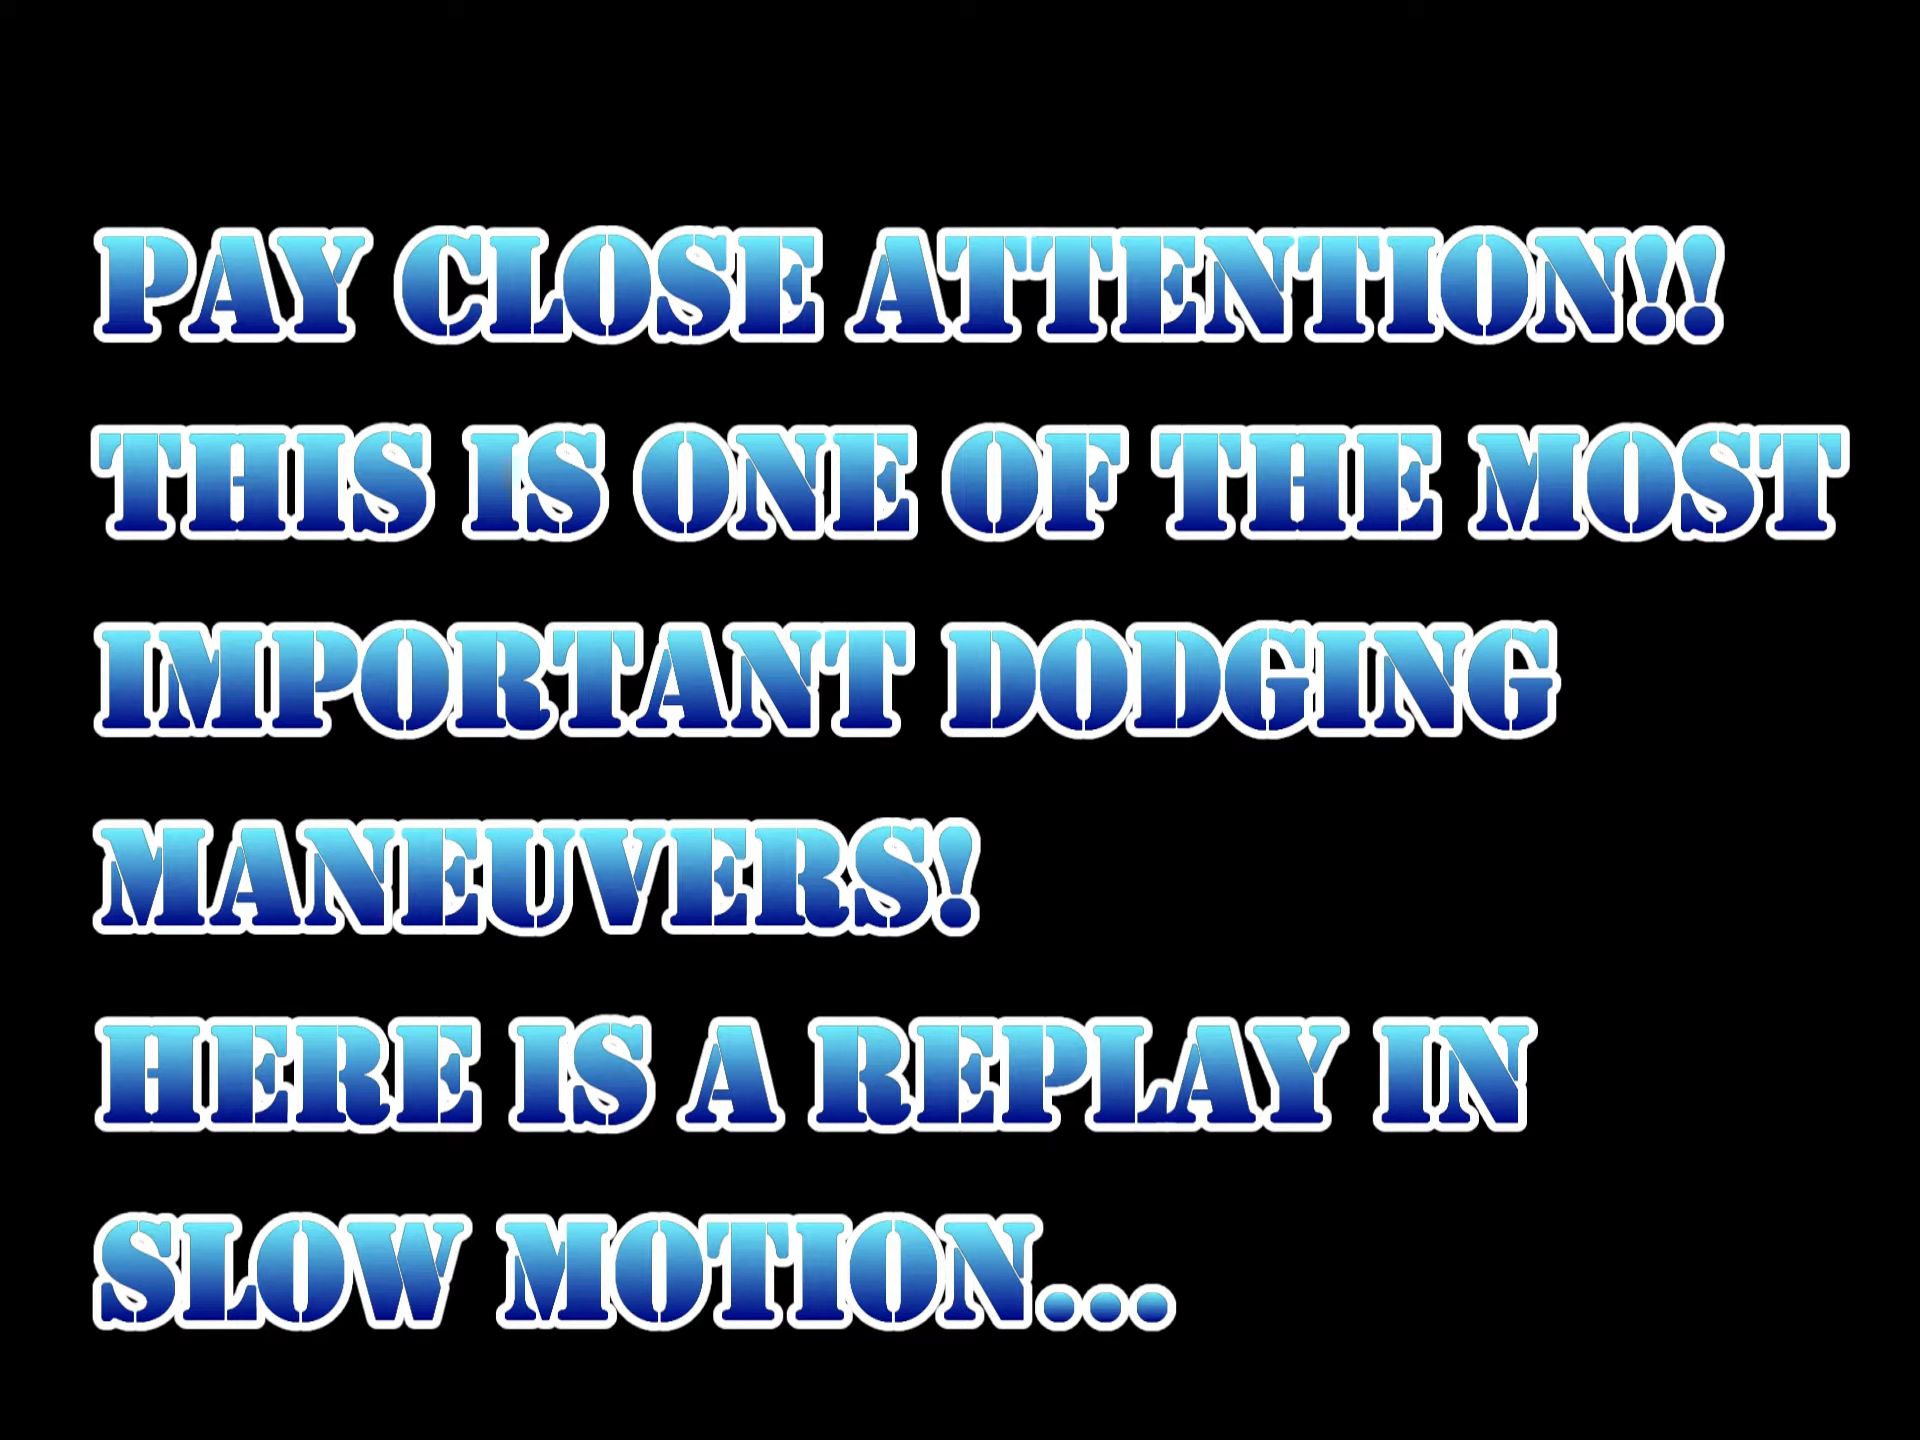 PAY CLOSE ATTENTION!!
THIS IS ONE OF THE MOST
IMPORTANT DODGING
MANEUVERS!
HERE IS A REPLAY IN
SLOW MOTION...